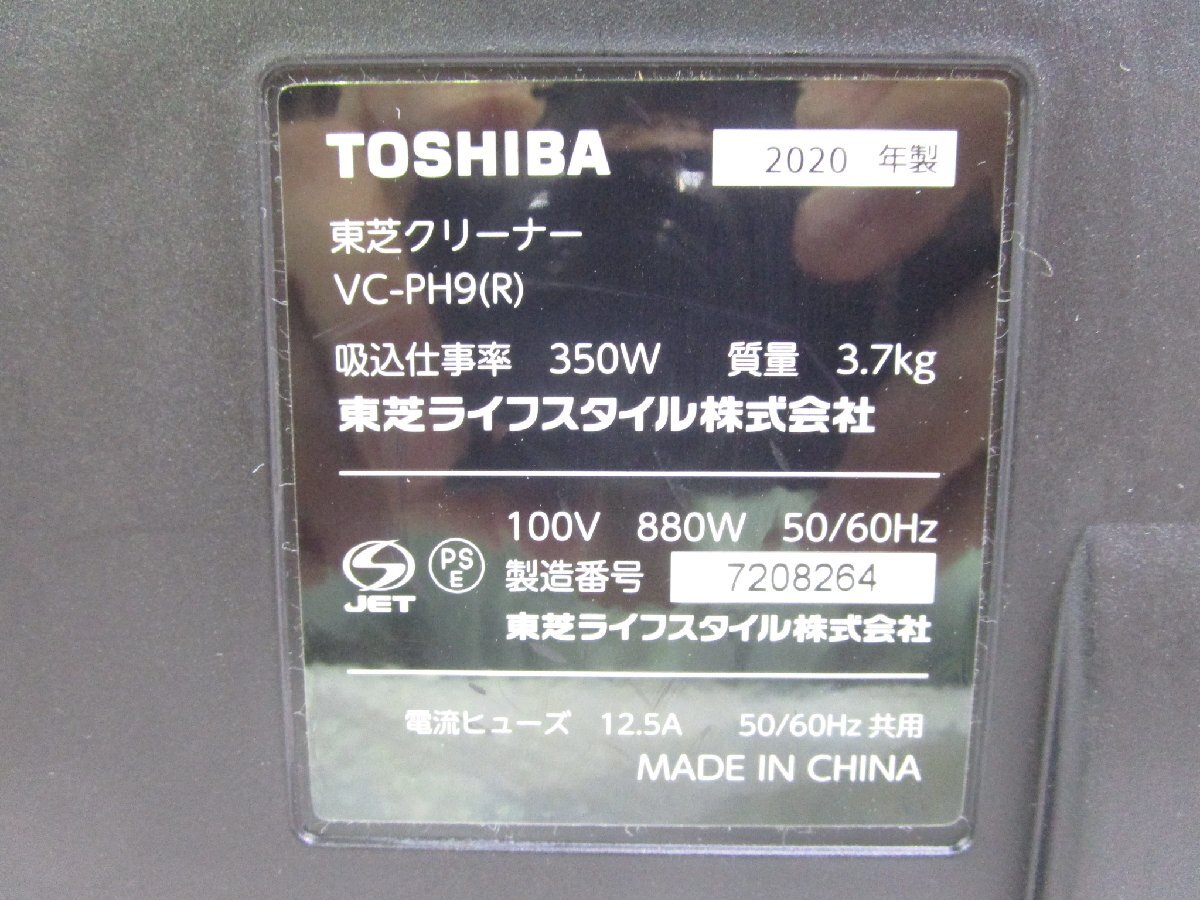 TOSHIBA 2020 年製
東芝クリーナー
VC-PH9(R)
吸込仕事率 350W 質量 3.7kg
東芝ライフスタイル株式会社
100V 880W 50/60Hz
JET PSE 製造番号 7208264
東芝ライフスタイル株式会社
電流ヒューズ 12.5A 50/60Hz 共用
MADE IN CHINA